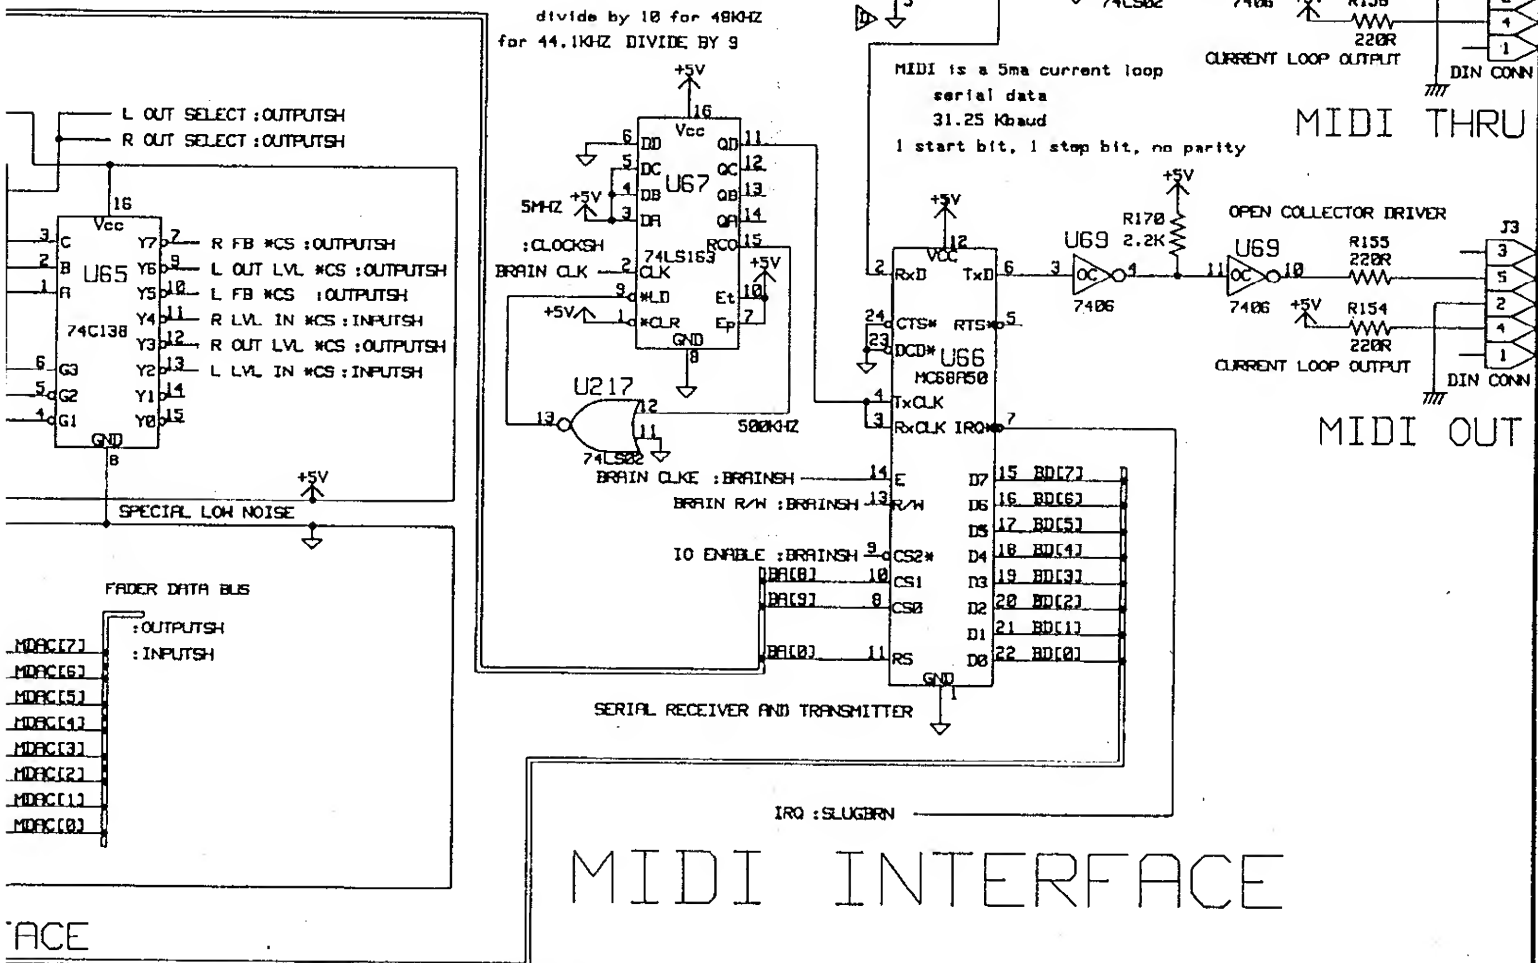 divide by 10 for 48KHZ
for 44.1KHZ DIVIDE BY 9
L OUT SELECT :OUTPUTSH
R OUT SELECT :OUTPUTSH
16
Vcc
3 C
2 B
1 A
U65
74C138
6 G3
5 G2
4 G1
GND
8
Y7 7 R FB *CS :OUTPUTSH
Y6 9 L OUT LVL *CS :OUTPUTSH
Y5 10 L FB *CS :OUTPUTSH
Y4 11 R LVL IN *CS :INPUTSH
Y3 12 R OUT LVL *CS :OUTPUTSH
Y2 13 L LVL IN *CS :INPUTSH
Y1 14
Y0 15
+5V
SPECIAL LOW NOISE
FADER DATA BUS
:OUTPUTSH
:INPUTSH
MDAC[7]
MDAC[6]
MDAC[5]
MDAC[4]
MDAC[3]
MDAC[2]
MDAC[1]
MDAC[0]
+5V
16
Vcc
6 DD
5 DC
4 DB
3 DA
U67
74LS163
QD 11
QC 12
QB 13
QA 14
RCO 15
5MHZ
+5V
:CLOCKSH
BRAIN CLK 2 CLK
9 *LD
+5V 1 *CLR
Et 10
Ep 7
+5V
GND
8
U217
13
12
11
74LS02
500KHZ
MIDI is a 5ma current loop
serial data
31.25 Kbaud
1 start bit, 1 stop bit, no parity
+5V
12
VCC
2 RxD
TxD 6
24 CTS*
RTS* 5
23 DCD*
U66
MC68A50
4 TxCLK
3 RxCLK
IRQ* 7
BRAIN CLKE :BRAINSH 14 E
BRAIN R/W :BRAINSH 13 R/W
IO ENABLE :BRAINSH 9 CS2*
BA[8] 10 CS1
BA[9] 8 CS0
BA[0] 11 RS
D7 15 BD[7]
D6 16 BD[6]
D5 17 BD[5]
D4 18 BD[4]
D3 19 BD[3]
D2 20 BD[2]
D1 21 BD[1]
D0 22 BD[0]
GND
1
SERIAL RECEIVER AND TRANSMITTER
IRQ :SLUGBRN
74LS02
7406
220R
4
1
CURRENT LOOP OUTPUT
DIN CONN
MIDI THRU
+5V
R170
2.2K
3 U69 4
OC
7406
OPEN COLLECTOR DRIVER
11 U69 10
OC
7406
R155
220R
+5V
R154
220R
J3
3
5
2
4
1
CURRENT LOOP OUTPUT
DIN CONN
MIDI OUT
MIDI INTERFACE